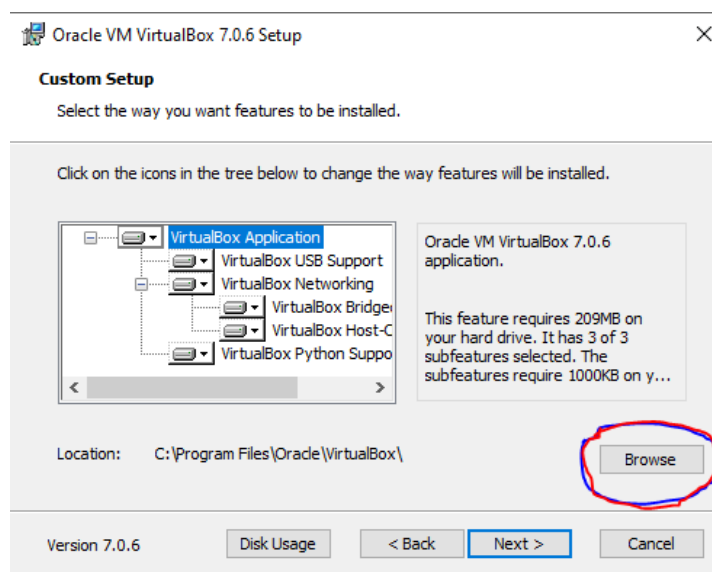 Oracle VM VirtualBox 7.0.6 Setup
Custom Setup
Select the way you want features to be installed.
Click on the icons in the tree below to change the way features will be installed.
VirtualBox Application
VirtualBox USB Support
VirtualBox Networking
VirtualBox Bridge
VirtualBox Host-C
VirtualBox Python Suppo
Oracle VM VirtualBox 7.0.6
application.
This feature requires 209MB on
your hard drive. It has 3 of 3
subfeatures selected. The
subfeatures require 1000KB on y...
Location: C:\Program Files\Oracle\VirtualBox\
Browse
Version 7.0.6
Disk Usage
< Back
Next >
Cancel